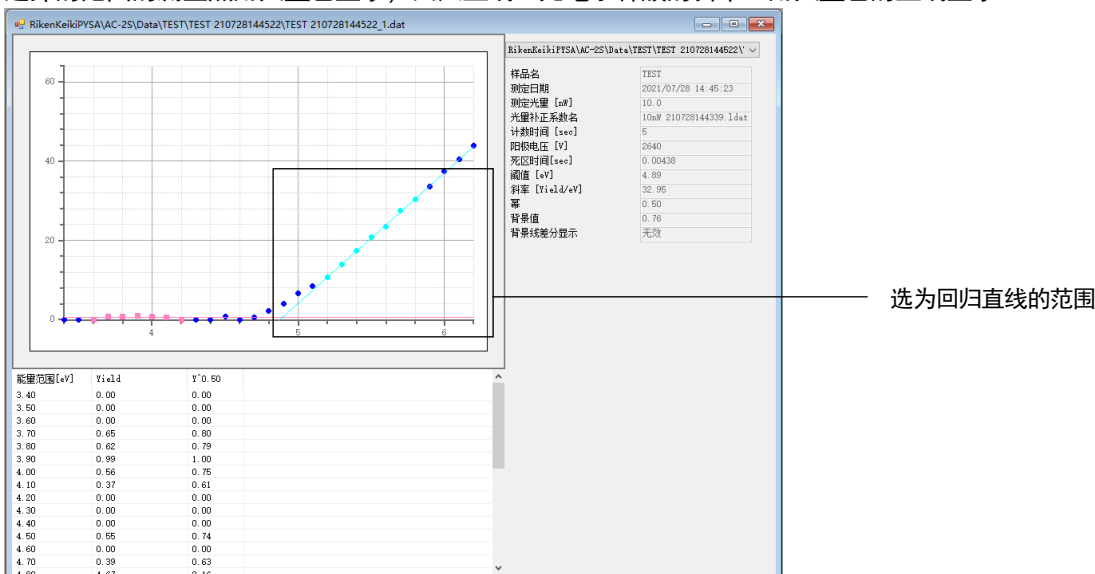 RikenKeikiPYSA\AC-2S\Data\TEST\TEST 210728144522\TEST 210728144522_1.dat
RikenKeikiPYSA\AC-2S\Data\TEST\TEST 210728144522\
60
40
20
0
4
5
6
样品名 TEST
测定日期 2021/07/28 14:45:23
测定光量 [nW] 10.0
光量补正系数名 10nW 210728144339.ldat
计数时间 [sec] 5
阳极电压 [V] 2640
死区时间[sec] 0.00438
阈值 [eV] 4.89
斜率 [Yield/eV] 32.95
幂 0.50
背景值 0.76
背景线差分显示 无效
选为回归直线的范围
能量范围[eV] Yield Y^0.50
3.40 0.00 0.00
3.50 0.00 0.00
3.60 0.00 0.00
3.70 0.65 0.80
3.80 0.62 0.79
3.90 0.99 1.00
4.00 0.56 0.75
4.10 0.37 0.61
4.20 0.00 0.00
4.30 0.00 0.00
4.40 0.00 0.00
4.50 0.55 0.74
4.60 0.00 0.00
4.70 0.39 0.63